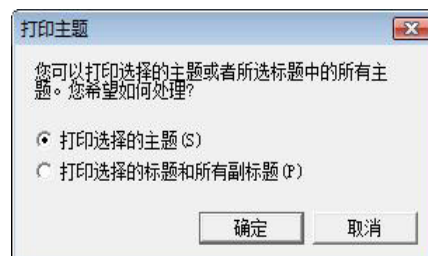 打印主题
您可以打印选择的主题或者所选标题中的所有主
题。您希望如何处理?
打印选择的主题(S)
打印选择的标题和所有副标题(P)
确定
取消